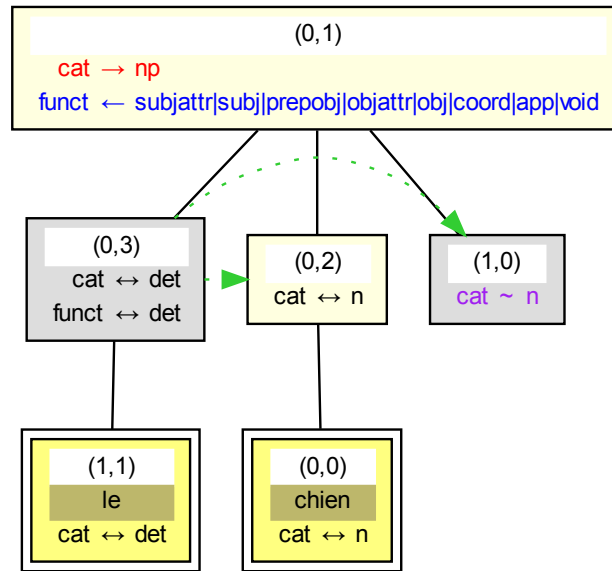 (0,1)
cat → np
funct ← subjattr|subj|prepobj|objattr|obj|coord|app|void
(0,3)
cat ↔ det
funct ↔ det
(0,2)
cat ↔ n
(1,0)
cat ~ n
(1,1)
le
cat ↔ det
(0,0)
chien
cat ↔ n